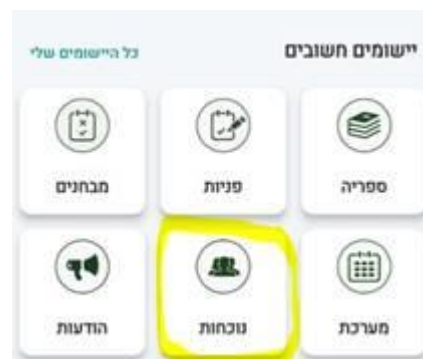 יישומים חשובים
כל היישומים שלי
ספריה
פניות
מבחנים
מערכת
נוכחות
הודעות